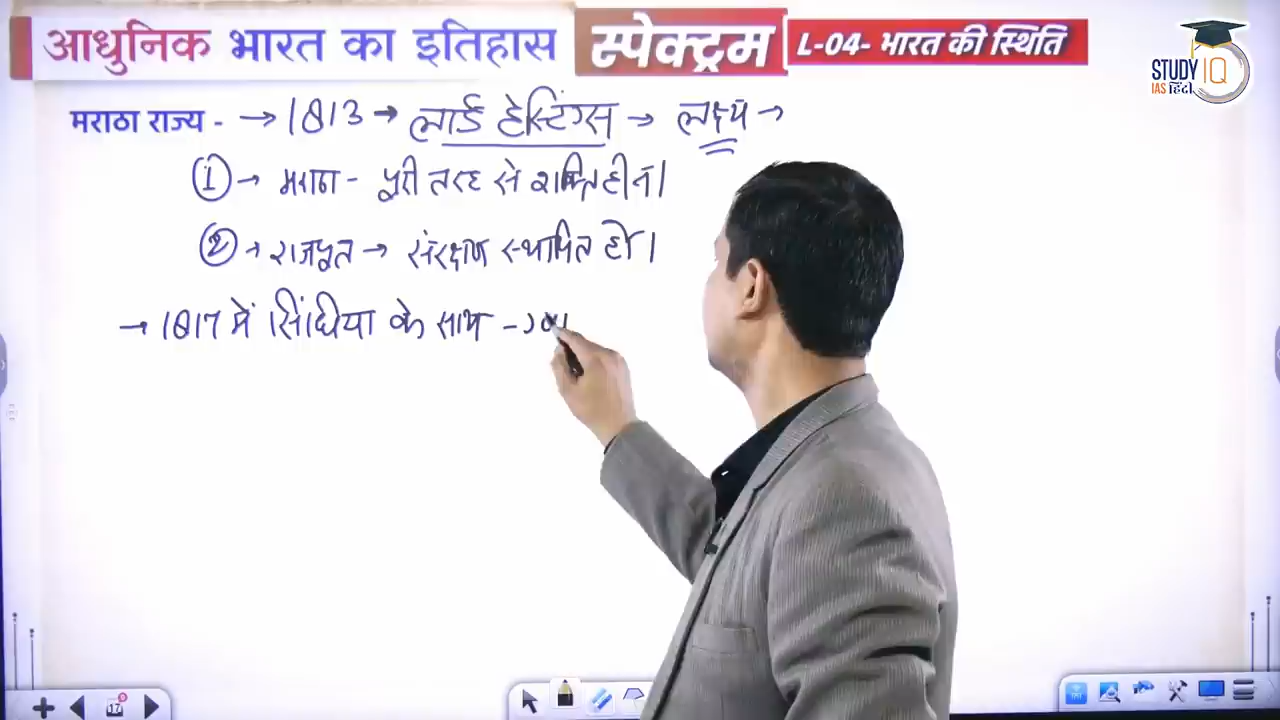 आधुनिक भारत का इतिहास स्पेक्ट्रम L-04- भारत की स्थिति
STUDY IQ
IAS हिंदी
मराठा राज्य - → 1813 → लार्ड हेस्टिंग्स → लक्ष्य →
① → मराठा - पूरी तरह से शक्तिहीन।
② → राजपूत → संरक्षण स्थापित हो।
→ 1817 में सिंधिया के साथ -
17